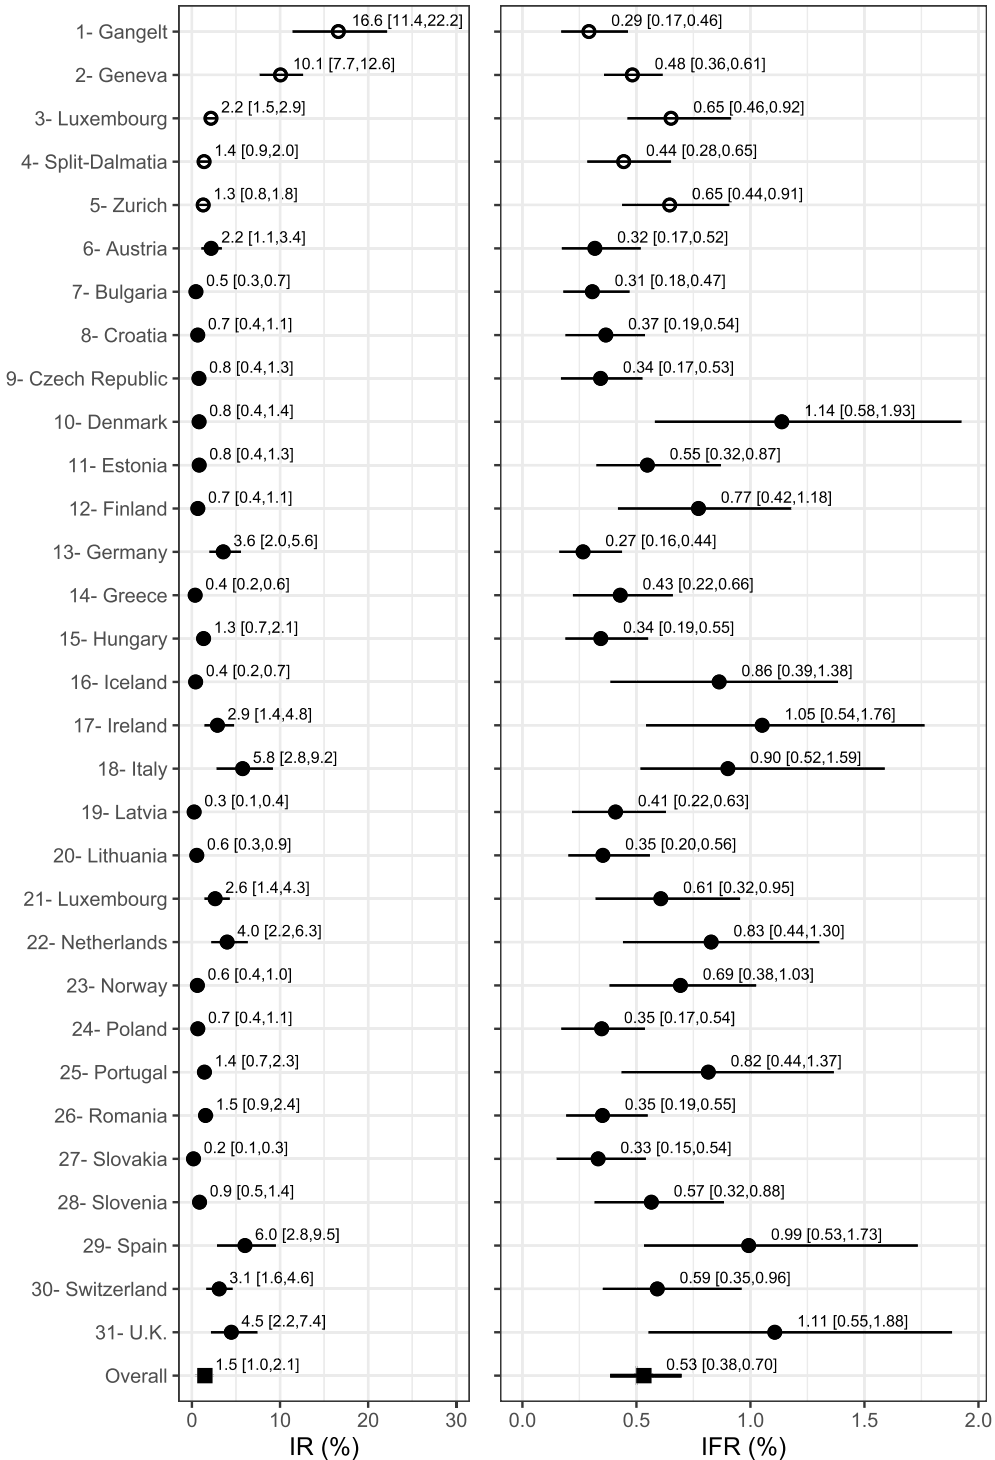 1- Gangelt 16.6 [11.4,22.2] 0.29 [0.17,0.46]
2- Geneva 10.1 [7.7,12.6] 0.48 [0.36,0.61]
3- Luxembourg 2.2 [1.5,2.9] 0.65 [0.46,0.92]
4- Split-Dalmatia 1.4 [0.9,2.0] 0.44 [0.28,0.65]
5- Zurich 1.3 [0.8,1.8] 0.65 [0.44,0.91]
6- Austria 2.2 [1.1,3.4] 0.32 [0.17,0.52]
7- Bulgaria 0.5 [0.3,0.7] 0.31 [0.18,0.47]
8- Croatia 0.7 [0.4,1.1] 0.37 [0.19,0.54]
9- Czech Republic 0.8 [0.4,1.3] 0.34 [0.17,0.53]
10- Denmark 0.8 [0.4,1.4] 1.14 [0.58,1.93]
11- Estonia 0.8 [0.4,1.3] 0.55 [0.32,0.87]
12- Finland 0.7 [0.4,1.1] 0.77 [0.42,1.18]
13- Germany 3.6 [2.0,5.6] 0.27 [0.16,0.44]
14- Greece 0.4 [0.2,0.6] 0.43 [0.22,0.66]
15- Hungary 1.3 [0.7,2.1] 0.34 [0.19,0.55]
16- Iceland 0.4 [0.2,0.7] 0.86 [0.39,1.38]
17- Ireland 2.9 [1.4,4.8] 1.05 [0.54,1.76]
18- Italy 5.8 [2.8,9.2] 0.90 [0.52,1.59]
19- Latvia 0.3 [0.1,0.4] 0.41 [0.22,0.63]
20- Lithuania 0.6 [0.3,0.9] 0.35 [0.20,0.56]
21- Luxembourg 2.6 [1.4,4.3] 0.61 [0.32,0.95]
22- Netherlands 4.0 [2.2,6.3] 0.83 [0.44,1.30]
23- Norway 0.6 [0.4,1.0] 0.69 [0.38,1.03]
24- Poland 0.7 [0.4,1.1] 0.35 [0.17,0.54]
25- Portugal 1.4 [0.7,2.3] 0.82 [0.44,1.37]
26- Romania 1.5 [0.9,2.4] 0.35 [0.19,0.55]
27- Slovakia 0.2 [0.1,0.3] 0.33 [0.15,0.54]
28- Slovenia 0.9 [0.5,1.4] 0.57 [0.32,0.88]
29- Spain 6.0 [2.8,9.5] 0.99 [0.53,1.73]
30- Switzerland 3.1 [1.6,4.6] 0.59 [0.35,0.96]
31- U.K. 4.5 [2.2,7.4] 1.11 [0.55,1.88]
Overall 1.5 [1.0,2.1] 0.53 [0.38,0.70]
0 10 20 30 0.0 0.5 1.0 1.5 2.0
IR (%) IFR (%)